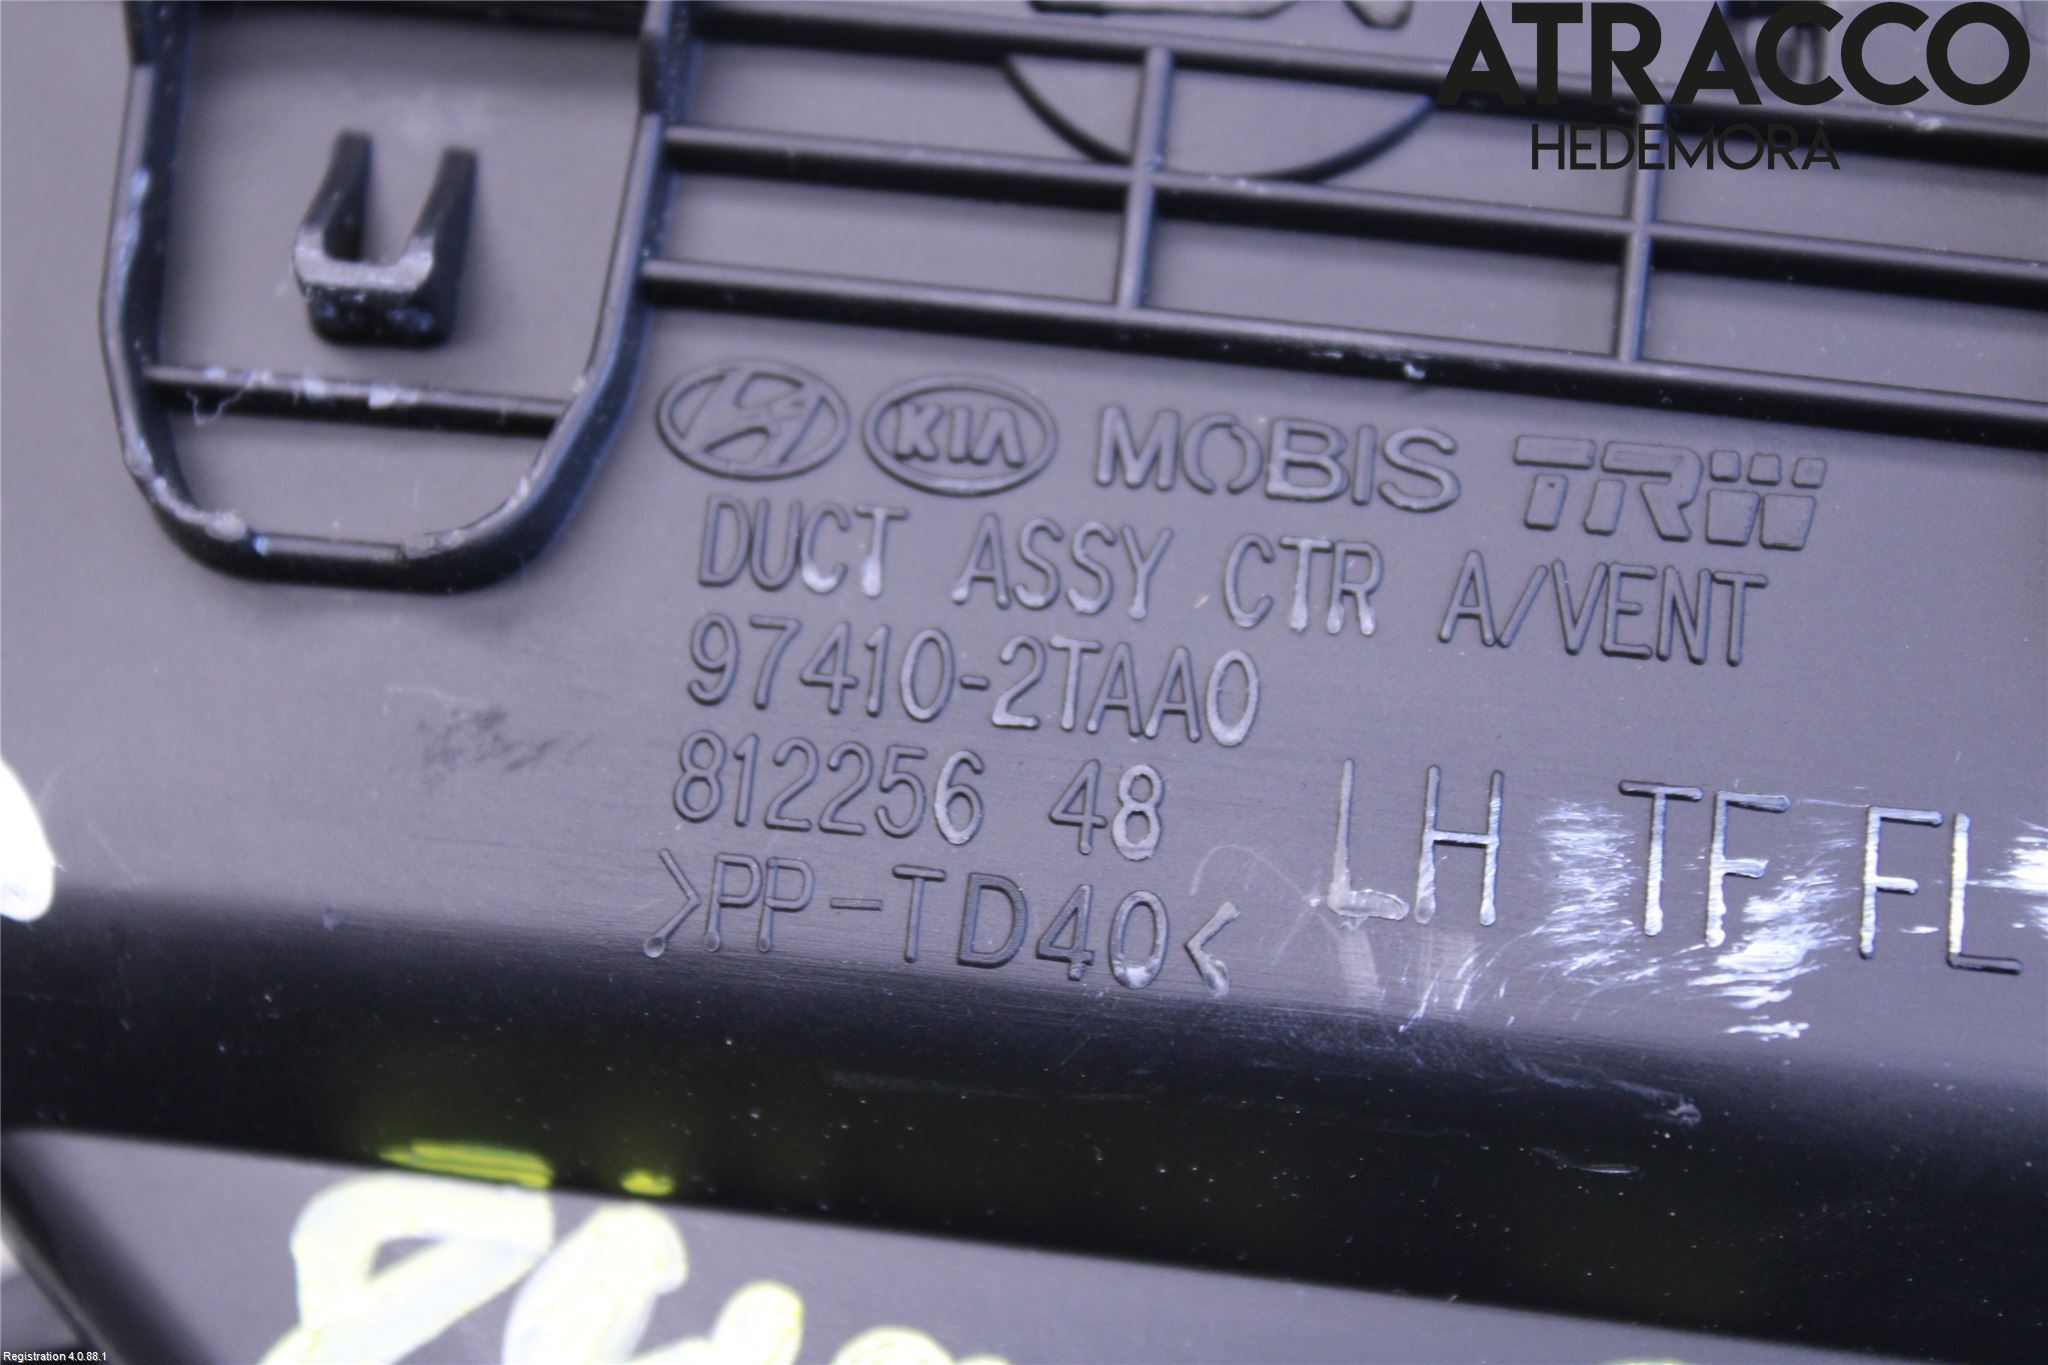 ATRACCO
HEDEMORA
KIA MOBIS TRW
DUCT ASSY CTR A/VENT
97410-2TAA0
812256 48
LH TF FL
>PP-TD40<
Registration 4.0.88.1